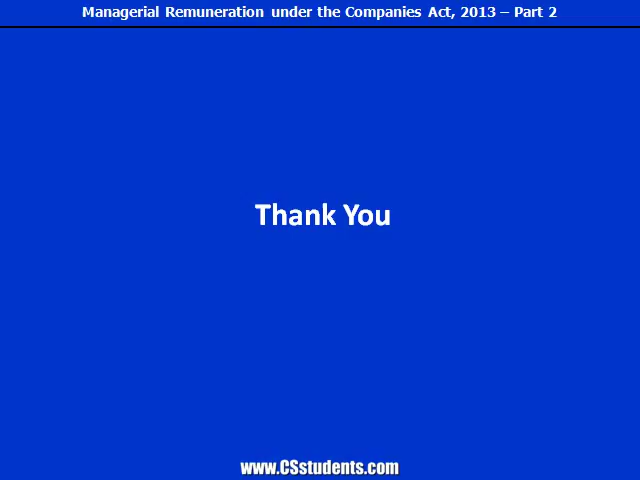 Managerial Remuneration under the Companies Act, 2013 – Part 2
Thank You
www.CSstudents.com